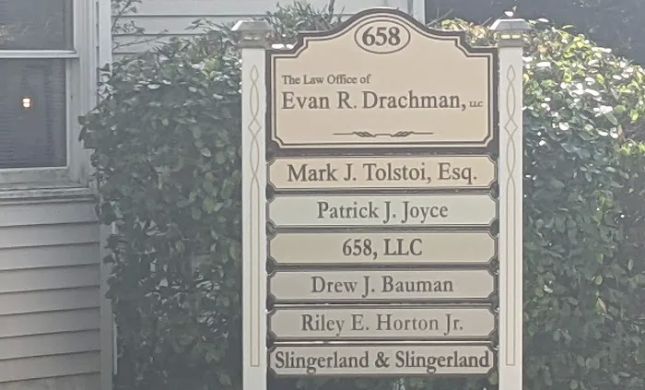 658
The Law Office of
Evan R. Drachman, LLC
Mark J. Tolstoi, Esq.
Patrick J. Joyce
658, LLC
Drew J. Bauman
Riley E. Horton Jr.
Slingerland & Slingerland